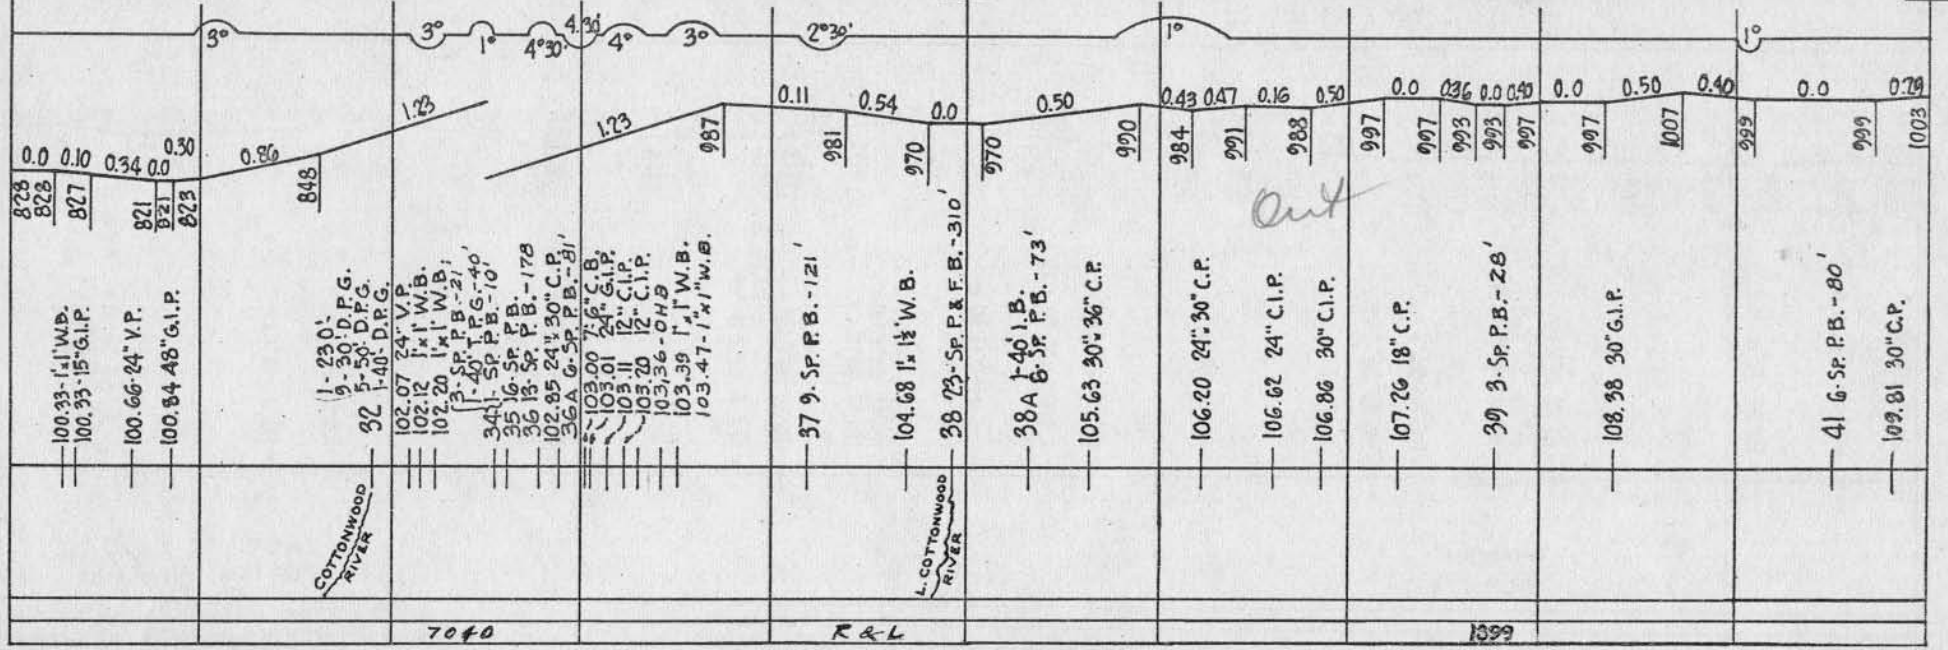 3° 3° 1° 4°30' 4.30' 4° 3° 2°30' 1° 1°
0.0 0.10 0.34 0.0 0.30 0.86 1.23 1.23 0.11 0.54 0.0 0.50 0.43 0.47 0.16 0.50 0.0 0.36 0.0 0.40 0.0 0.50 0.40 0.0 0.29
828
828
827
821
821
823
848
987
981
970
970
990
984
991
988
997
997
993
993
997
997
1007
999
999
1003
Out
100.33-1'x1' W.B.
100.33-15" G.I.P.
100.66-24" V.P.
100.84 48" G.I.P.
1-230'-
9-30' D.P.G.
5-50' D.P.G.
32 1-40' D.P.G.
102.07 24" V.P.
102.12 1'x1' W.B.
102.20 1'x1' W.B.
3-SP. P.B.-21'
1-40' T.P.G.-40'
34 1-SP. P.B.-10'
35 16-SP. P.B.
36 13-SP. P.B.-178
102.85 24"x30" C.P.
36A 6-SP. P.B.-81'
103.00 7'x6" C.B.
103.01 24" G.I.P.
103.11 12" C.I.P.
103.20 12" C.I.P.
103.36-OHB
103.39 1'x1' W.B.
103.47-1"x1" W.B.
37 9-SP. P.B.-121'
104.68 1'x1½' W.B.
38 23-SP. P. & F.B.-310'
38A 1-40' I.B.
6-SP. P.B.-73'
105.63 30"x36" C.P.
106.20 24"x30" C.P.
106.62 24" C.I.P.
106.86 30" C.I.P.
107.26 18" C.P.
39 3-SP. P.B.-28'
108.38 30" G.I.P.
41 6-SP. P.B.-80'
109.81 30" C.P.
COTTONWOOD
RIVER
L. COTTONWOOD
RIVER
7040 R & L 1899